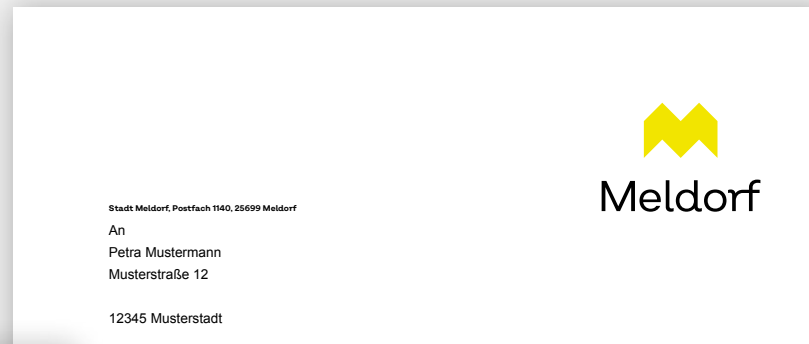 Meldorf
Stadt Meldorf, Postfach 1140, 25699 Meldorf
An
Petra Mustermann
Musterstraße 12
12345 Musterstadt